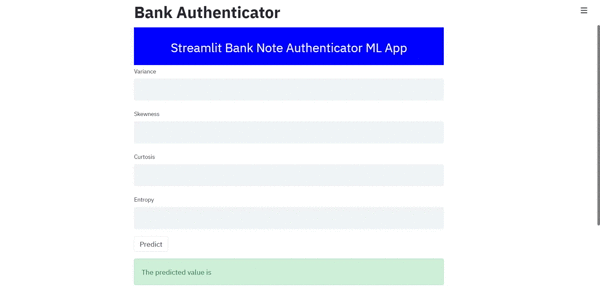 Bank Authenticator
Streamlit Bank Note Authenticator ML App
Variance
Skewness
Curtosis
Entropy
Predict
The predicted value is